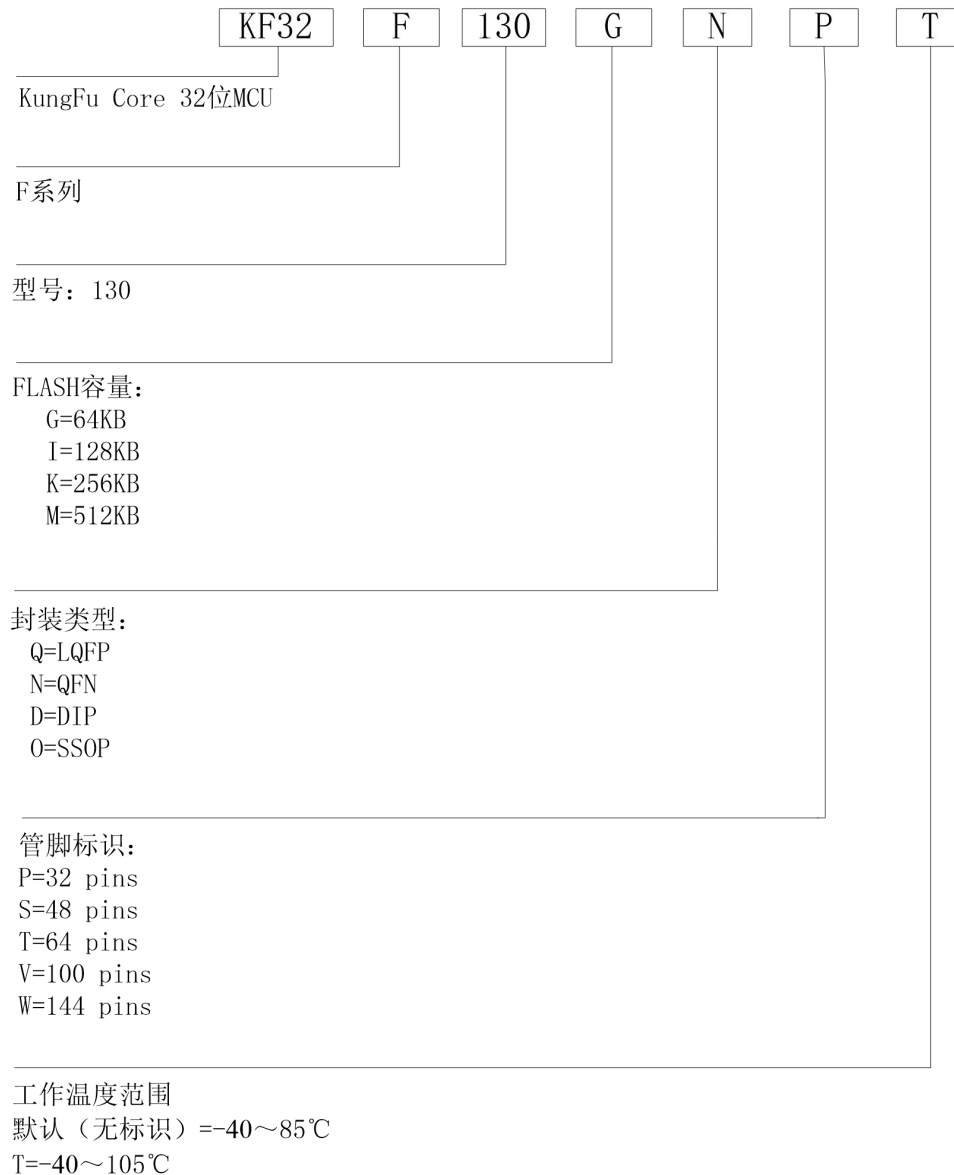 KF32 F 130 G N P T
KungFu Core 32位MCU
F系列
型号：130
FLASH容量：
G=64KB
I=128KB
K=256KB
M=512KB
封装类型：
Q=LQFP
N=QFN
D=DIP
O=SSOP
管脚标识：
P=32 pins
S=48 pins
T=64 pins
V=100 pins
W=144 pins
工作温度范围
默认（无标识）=-40～85℃
T=-40～105℃